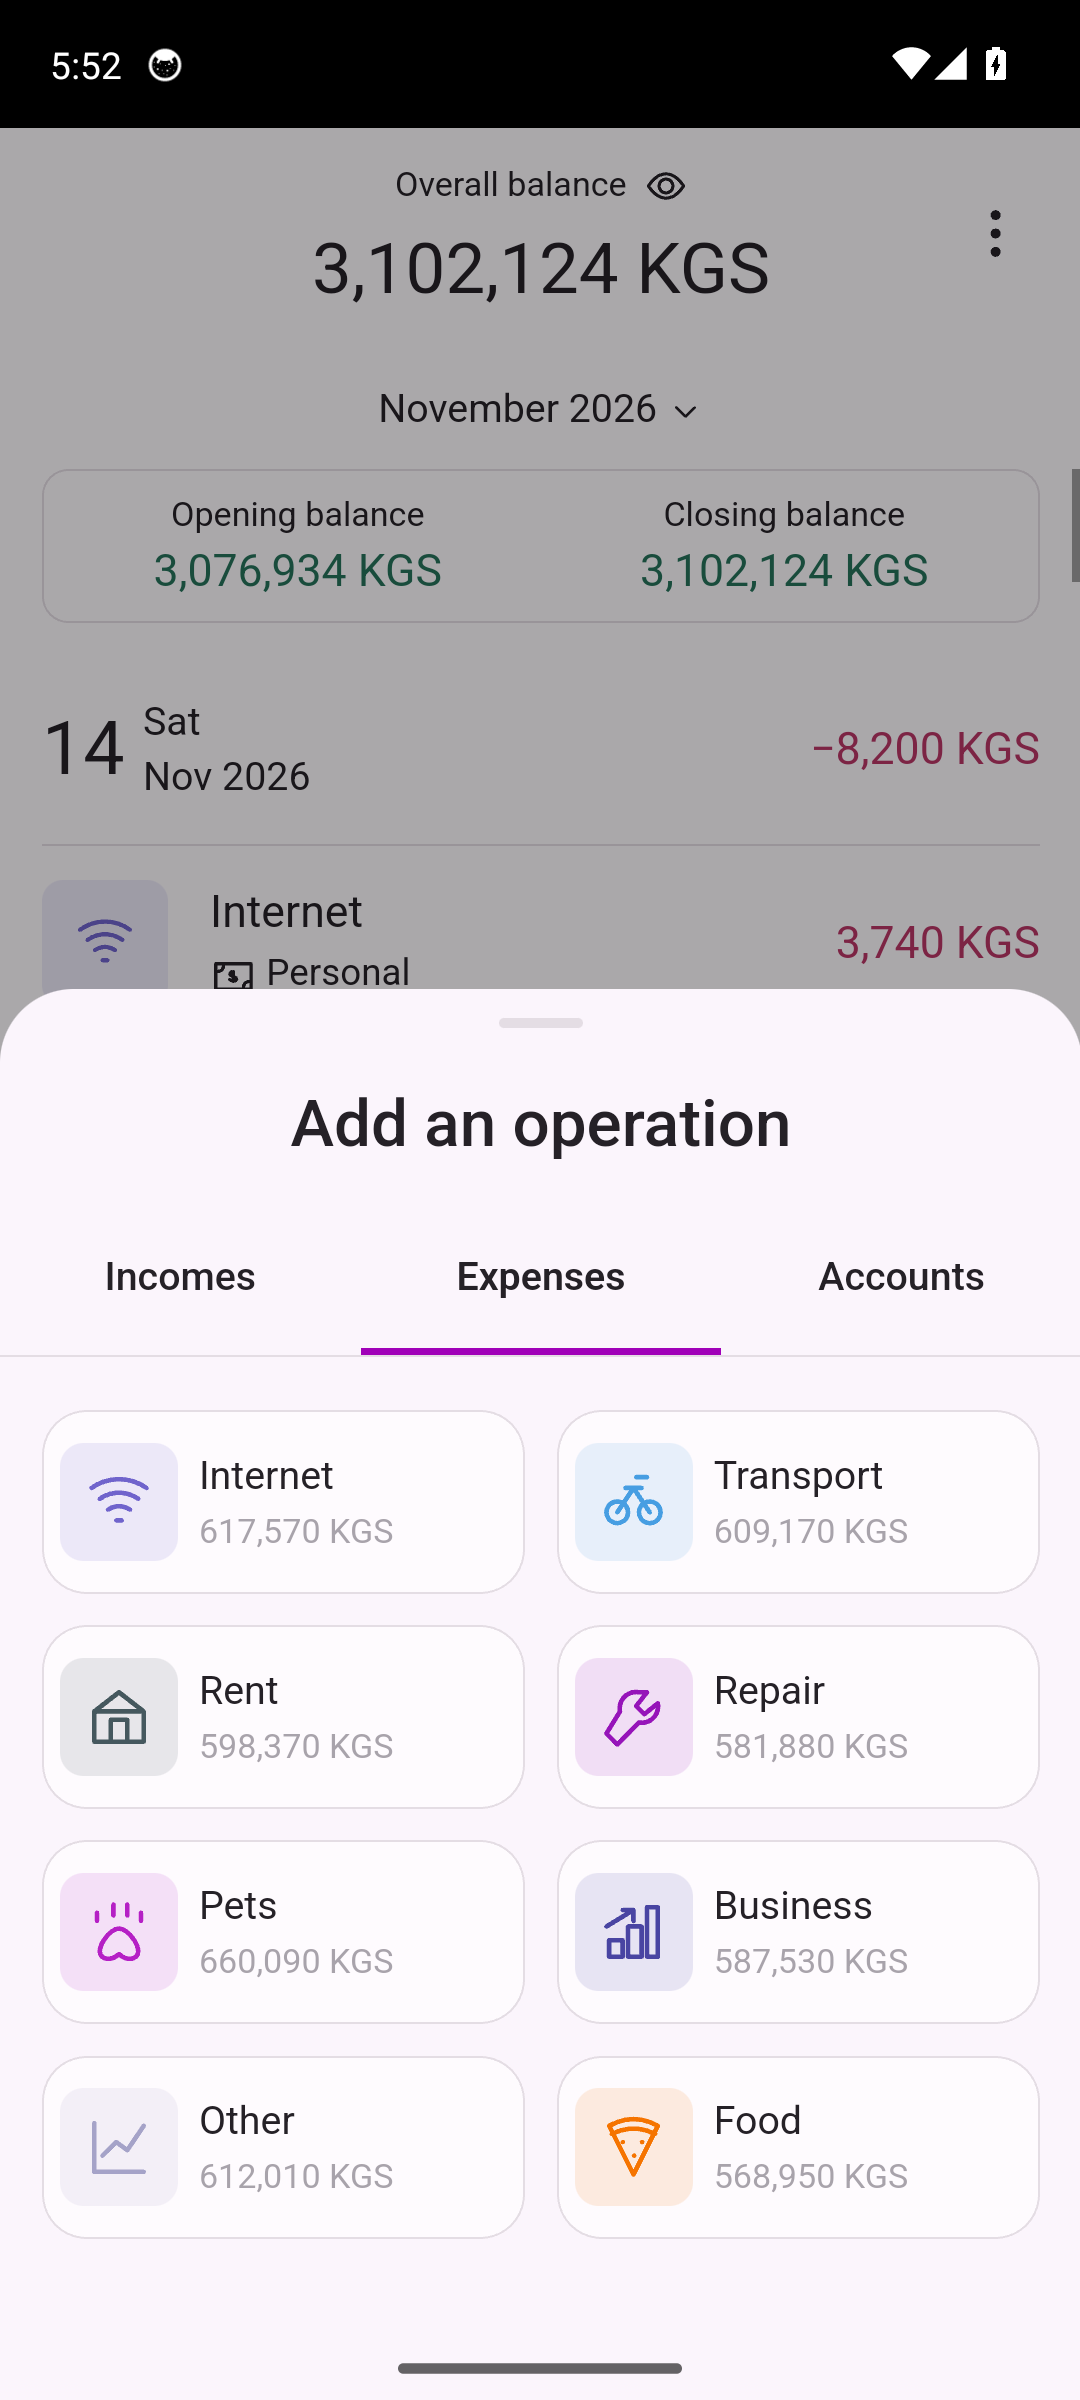 5:52
Overall balance
3,102,124 KGS
November 2026
Opening balance
Closing balance
3,076,934 KGS
3,102,124 KGS
14
Sat
Nov 2026
−8,200 KGS
Internet
Personal
3,740 KGS
Add an operation
Incomes
Expenses
Accounts
Internet
617,570 KGS
Transport
609,170 KGS
Rent
598,370 KGS
Repair
581,880 KGS
Pets
660,090 KGS
Business
587,530 KGS
Other
612,010 KGS
Food
568,950 KGS